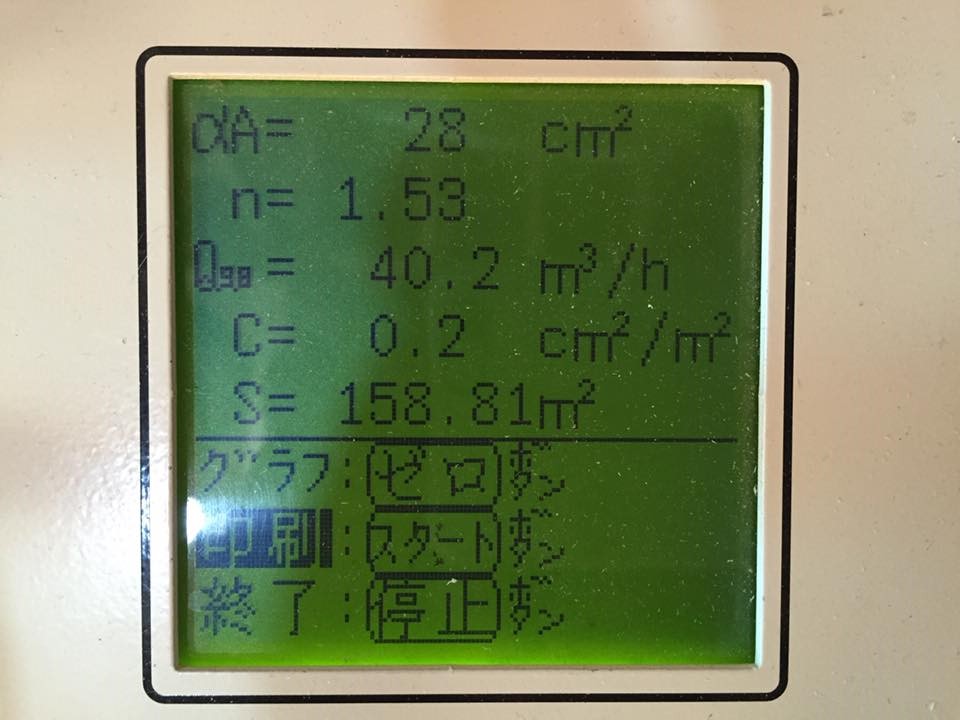 αA= 28 cm²
n= 1.53
Q9.8= 40.2 m³/h
C= 0.2 cm²/m²
S= 158.81m²
グラフ:ゼロボタン
印刷:スタートボタン
終了:停止ボタン